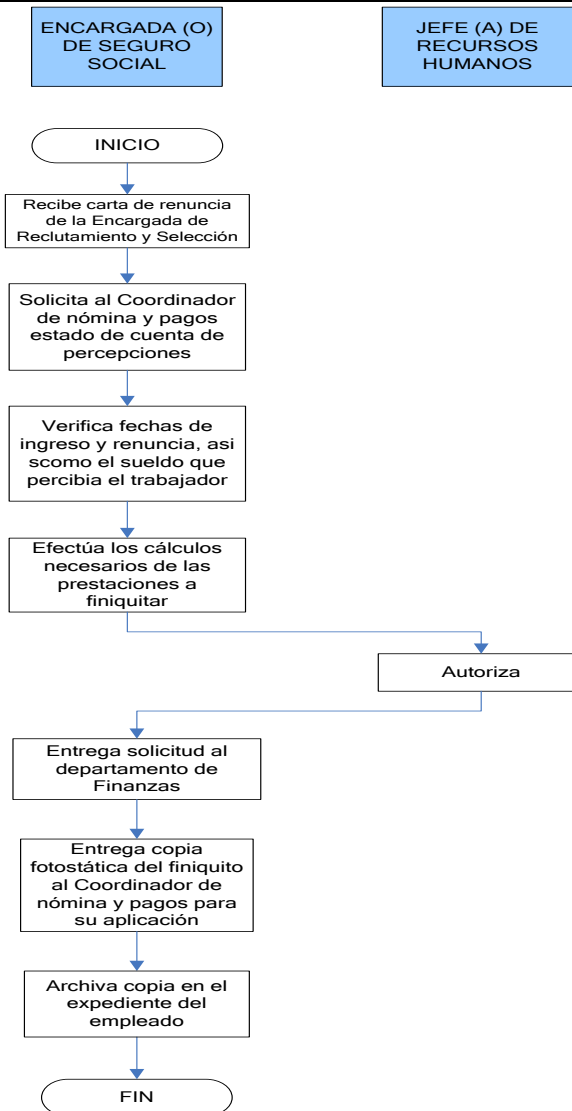 ENCARGADA (O)
DE SEGURO
SOCIAL
JEFE (A) DE
RECURSOS
HUMANOS
INICIO
Recibe carta de renuncia
de la Encargada de
Reclutamiento y Selección
Solicita al Coordinador
de nómina y pagos
estado de cuenta de
percepciones
Verifica fechas de
ingreso y renuncia, asi
scomo el sueldo que
percibia el trabajador
Efectúa los cálculos
necesarios de las
prestaciones a
finiquitar
Autoriza
Entrega solicitud al
departamento de
Finanzas
Entrega copia
fotostática del finiquito
al Coordinador de
nómina y pagos para
su aplicación
Archiva copia en el
expediente del
empleado
FIN